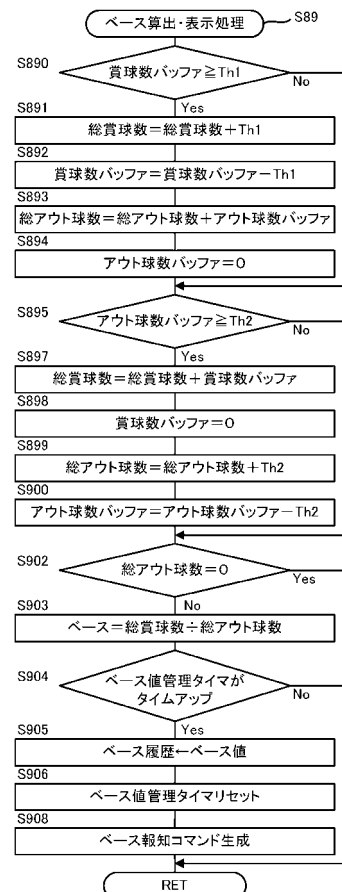 ベース算出・表示処理
S89
S890
賞球数バッファ≧Th1
No
Yes
S891
総賞球数=総賞球数+Th1
S892
賞球数バッファ=賞球数バッファ-Th1
S893
総アウト球数=総アウト球数+アウト球数バッファ
S894
アウト球数バッファ=0
S895
アウト球数バッファ≧Th2
No
Yes
S897
総賞球数=総賞球数+賞球数バッファ
S898
賞球数バッファ=0
S899
総アウト球数=総アウト球数+Th2
S900
アウト球数バッファ=アウト球数バッファ-Th2
S902
総アウト球数=0
Yes
No
S903
ベース=総賞球数÷総アウト球数
S904
ベース値管理タイマが
タイムアップ
No
Yes
S905
ベース履歴←ベース値
S906
ベース値管理タイマリセット
S908
ベース報知コマンド生成
RET